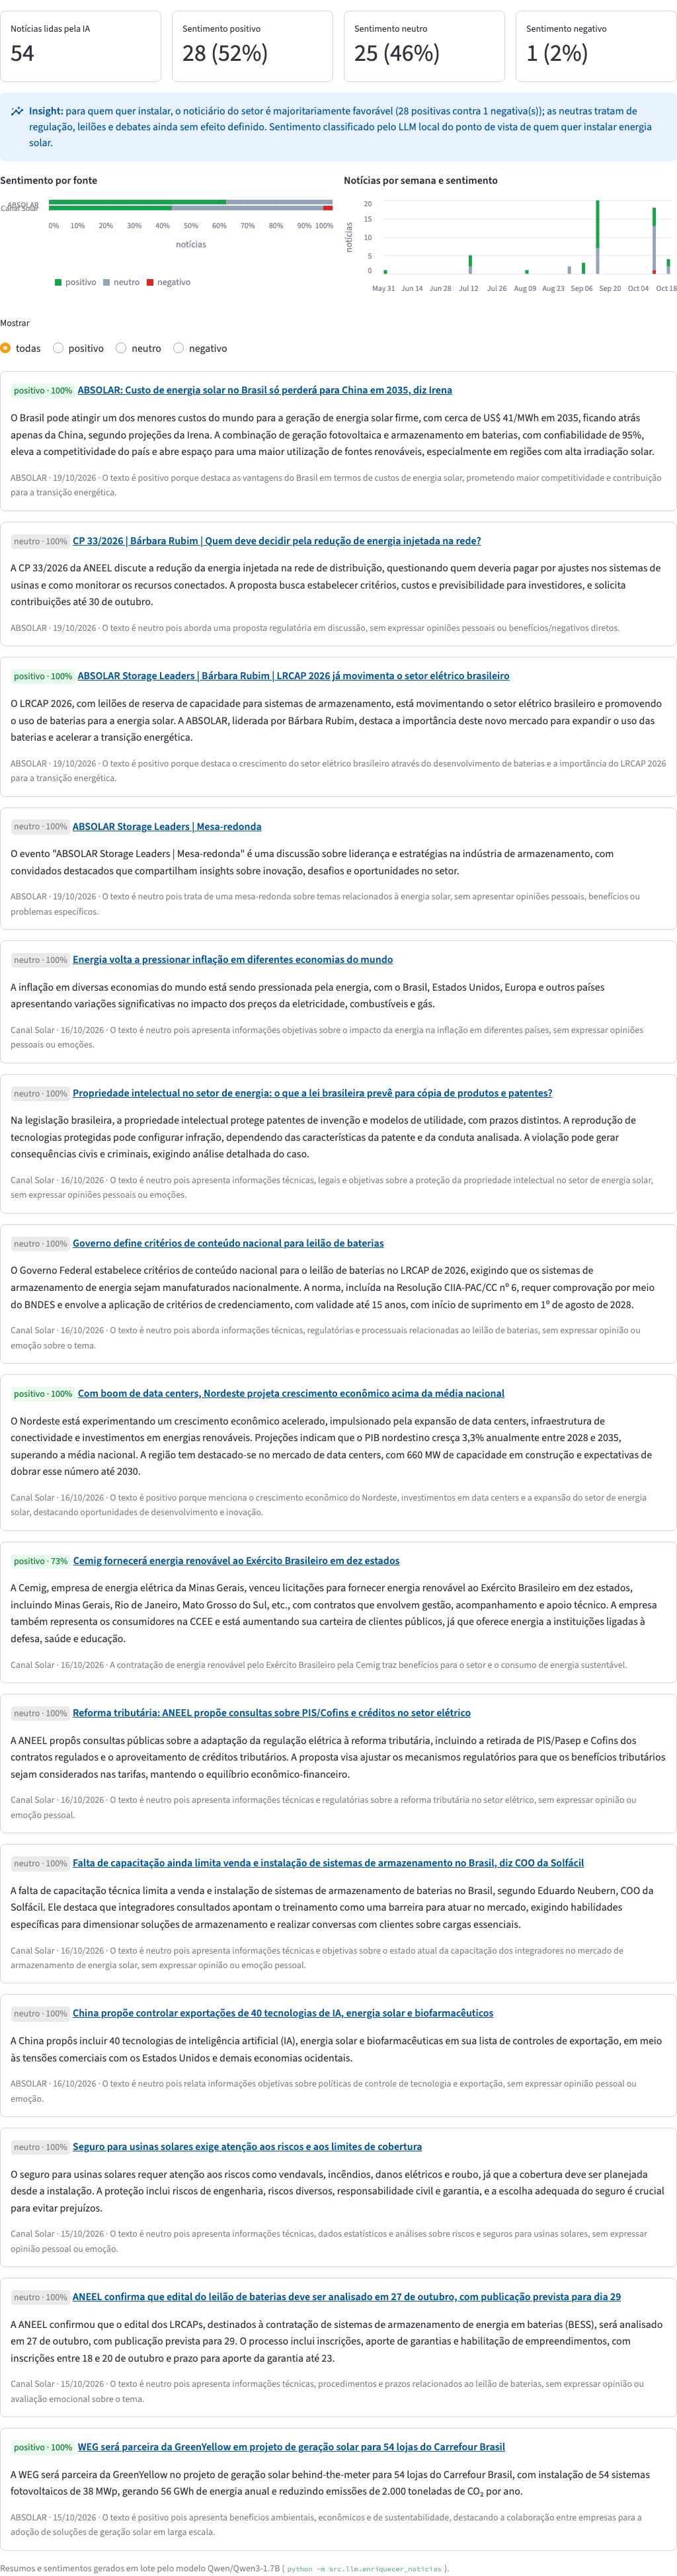 Notícias lidas pela IA
54
Sentimento positivo
28 (52%)
Sentimento neutro
25 (46%)
Sentimento negativo
1 (2%)
Insight: para quem quer instalar, o noticiário do setor é majoritariamente favorável (28 positivas contra 1 negativa(s)); as neutras tratam de
regulação, leilões e debates ainda sem efeito definido. Sentimento classificado pelo LLM local do ponto de vista de quem quer instalar energia
solar.
Sentimento por fonte
ABSOLAR
Canal Solar
0% 10% 20% 30% 40% 50% 60% 70% 80% 90% 100%
notícias
positivo neutro negativo
Notícias por semana e sentimento
notícias
20
15
10
5
0
May 31 Jun 14 Jun 28 Jul 12 Jul 26 Aug 09 Aug 23 Sep 06 Sep 20 Oct 04 Oct 18
Mostrar
todas positivo neutro negativo
positivo · 100% ABSOLAR: Custo de energia solar no Brasil só perderá para China em 2035, diz Irena
O Brasil pode atingir um dos menores custos do mundo para a geração de energia solar firme, com cerca de US$ 41/MWh em 2035, ficando atrás
apenas da China, segundo projeções da Irena. A combinação de geração fotovoltaica e armazenamento em baterias, com confiabilidade de 95%,
eleva a competitividade do país e abre espaço para uma maior utilização de fontes renováveis, especialmente em regiões com alta irradiação solar.
ABSOLAR · 19/10/2026 · O texto é positivo porque destaca as vantagens do Brasil em termos de custos de energia solar, prometendo maior competitividade e contribuição
para a transição energética.
neutro · 100% CP 33/2026 | Bárbara Rubim | Quem deve decidir pela redução de energia injetada na rede?
A CP 33/2026 da ANEEL discute a redução da energia injetada na rede de distribuição, questionando quem deveria pagar por ajustes nos sistemas de
usinas e como monitorar os recursos conectados. A proposta busca estabelecer critérios, custos e previsibilidade para investidores, e solicita
contribuições até 30 de outubro.
ABSOLAR · 19/10/2026 · O texto é neutro pois aborda uma proposta regulatória em discussão, sem expressar opiniões pessoais ou benefícios/negativos diretos.
positivo · 100% ABSOLAR Storage Leaders | Bárbara Rubim | LRCAP 2026 já movimenta o setor elétrico brasileiro
O LRCAP 2026, com leilões de reserva de capacidade para sistemas de armazenamento, está movimentando o setor elétrico brasileiro e promovendo
o uso de baterias para a energia solar. A ABSOLAR, liderada por Bárbara Rubim, destaca a importância deste novo mercado para expandir o uso das
baterias e acelerar a transição energética.
ABSOLAR · 19/10/2026 · O texto é positivo porque destaca o crescimento do setor elétrico brasileiro através do desenvolvimento de baterias e a importância do LRCAP 2026
para a transição energética.
neutro · 100% ABSOLAR Storage Leaders | Mesa-redonda
O evento "ABSOLAR Storage Leaders | Mesa-redonda" é uma discussão sobre liderança e estratégias na indústria de armazenamento, com
convidados destacados que compartilham insights sobre inovação, desafios e oportunidades no setor.
ABSOLAR · 19/10/2026 · O texto é neutro pois trata de uma mesa-redonda sobre temas relacionados à energia solar, sem apresentar opiniões pessoais, benefícios ou
problemas específicos.
neutro · 100% Energia volta a pressionar inflação em diferentes economias do mundo
A inflação em diversas economias do mundo está sendo pressionada pela energia, com o Brasil, Estados Unidos, Europa e outros países
apresentando variações significativas no impacto dos preços da eletricidade, combustíveis e gás.
Canal Solar · 16/10/2026 · O texto é neutro pois apresenta informações objetivas sobre o impacto da energia na inflação em diferentes países, sem expressar opiniões
pessoais ou emoções.
neutro · 100% Propriedade intelectual no setor de energia: o que a lei brasileira prevê para cópia de produtos e patentes?
Na legislação brasileira, a propriedade intelectual protege patentes de invenção e modelos de utilidade, com prazos distintos. A reprodução de
tecnologias protegidas pode configurar infração, dependendo das características da patente e da conduta analisada. A violação pode gerar
consequências civis e criminais, exigindo análise detalhada do caso.
Canal Solar · 16/10/2026 · O texto é neutro pois apresenta informações técnicas, legais e objetivas sobre a proteção da propriedade intelectual no setor de energia solar,
sem expressar opiniões pessoais ou emoções.
neutro · 100% Governo define critérios de conteúdo nacional para leilão de baterias
O Governo Federal estabelece critérios de conteúdo nacional para o leilão de baterias no LRCAP de 2026, exigindo que os sistemas de
armazenamento de energia sejam manufaturados nacionalmente. A norma, incluída na Resolução CIIA-PAC/CC nº 6, requer comprovação por meio
do BNDES e envolve a aplicação de critérios de credenciamento, com validade até 15 anos, com início de suprimento em 1º de agosto de 2028.
Canal Solar · 16/10/2026 · O texto é neutro pois aborda informações técnicas, regulatórias e processuais relacionadas ao leilão de baterias, sem expressar opinião ou
emoção sobre o tema.
positivo · 100% Com boom de data centers, Nordeste projeta crescimento econômico acima da média nacional
O Nordeste está experimentando um crescimento econômico acelerado, impulsionado pela expansão de data centers, infraestrutura de
conectividade e investimentos em energias renováveis. Projeções indicam que o PIB nordestino cresça 3,3% anualmente entre 2028 e 2035,
superando a média nacional. A região tem destacado-se no mercado de data centers, com 660 MW de capacidade em construção e expectativas de
dobrar esse número até 2030.
Canal Solar · 16/10/2026 · O texto é positivo porque menciona o crescimento econômico do Nordeste, investimentos em data centers e a expansão do setor de energia
solar, destacando oportunidades de desenvolvimento e inovação.
positivo · 73% Cemig fornecerá energia renovável ao Exército Brasileiro em dez estados
A Cemig, empresa de energia elétrica da Minas Gerais, venceu licitações para fornecer energia renovável ao Exército Brasileiro em dez estados,
incluindo Minas Gerais, Rio de Janeiro, Mato Grosso do Sul, etc., com contratos que envolvem gestão, acompanhamento e apoio técnico. A empresa
também representa os consumidores na CCEE e está aumentando sua carteira de clientes públicos, já que oferece energia a instituições ligadas à
defesa, saúde e educação.
Canal Solar · 16/10/2026 · A contratação de energia renovável pelo Exército Brasileiro pela Cemig traz benefícios para o setor e o consumo de energia sustentável.
neutro · 100% Reforma tributária: ANEEL propõe consultas sobre PIS/Cofins e créditos no setor elétrico
A ANEEL propôs consultas públicas sobre a adaptação da regulação elétrica à reforma tributária, incluindo a retirada de PIS/Pasep e Cofins dos
contratos regulados e o aproveitamento de créditos tributários. A proposta visa ajustar os mecanismos regulatórios para que os benefícios tributários
sejam considerados nas tarifas, mantendo o equilíbrio econômico-financeiro.
Canal Solar · 16/10/2026 · O texto é neutro pois apresenta informações técnicas e regulatórias sobre a reforma tributária no setor elétrico, sem expressar opinião ou
emoção pessoal.
neutro · 100% Falta de capacitação ainda limita venda e instalação de sistemas de armazenamento no Brasil, diz COO da Solfácil
A falta de capacitação técnica limita a venda e instalação de sistemas de armazenamento de baterias no Brasil, segundo Eduardo Neubern, COO da
Solfácil. Ele destaca que integradores consultados apontam o treinamento como uma barreira para atuar no mercado, exigindo habilidades
específicas para dimensionar soluções de armazenamento e realizar conversas com clientes sobre cargas essenciais.
Canal Solar · 16/10/2026 · O texto é neutro pois apresenta informações técnicas e objetivas sobre o estado atual da capacitação dos integradores no mercado de
armazenamento de energia solar, sem expressar opinião ou emoção pessoal.
neutro · 100% China propõe controlar exportações de 40 tecnologias de IA, energia solar e biofarmacêuticos
A China propôs incluir 40 tecnologias de inteligência artificial (IA), energia solar e biofarmacêuticos em sua lista de controles de exportação, em meio
às tensões comerciais com os Estados Unidos e demais economias ocidentais.
ABSOLAR · 16/10/2026 · O texto é neutro pois relata informações objetivas sobre políticas de controle de tecnologia e exportação, sem expressar opinião pessoal ou
emoção.
neutro · 100% Seguro para usinas solares exige atenção aos riscos e aos limites de cobertura
O seguro para usinas solares requer atenção aos riscos como vendavais, incêndios, danos elétricos e roubo, já que a cobertura deve ser planejada
desde a instalação. A proteção inclui riscos de engenharia, riscos diversos, responsabilidade civil e garantia, e a escolha adequada do seguro é crucial
para evitar prejuízos.
Canal Solar · 15/10/2026 · O texto é neutro pois apresenta informações técnicas, dados estatísticos e análises sobre riscos e seguros para usinas solares, sem expressar
opinião pessoal ou emoção.
neutro · 100% ANEEL confirma que edital do leilão de baterias deve ser analisado em 27 de outubro, com publicação prevista para dia 29
A ANEEL confirmou que o edital dos LRCAPs, destinados à contratação de sistemas de armazenamento de energia em baterias (BESS), será analisado
em 27 de outubro, com publicação prevista para 29. O processo inclui inscrições, aporte de garantias e habilitação de empreendimentos, com
inscrições entre 18 e 20 de outubro e prazo para aporte da garantia até 23.
Canal Solar · 15/10/2026 · O texto é neutro pois apresenta informações técnicas, procedimentos e prazos relacionados ao leilão de baterias, sem expressar opinião ou
avaliação emocional sobre o tema.
positivo · 100% WEG será parceira da GreenYellow em projeto de geração solar para 54 lojas do Carrefour Brasil
A WEG será parceira da GreenYellow no projeto de geração solar behind-the-meter para 54 lojas do Carrefour Brasil, com instalação de 54 sistemas
fotovoltaicos de 38 MWp, gerando 56 GWh de energia anual e reduzindo emissões de 2.000 toneladas de CO₂ por ano.
ABSOLAR · 15/10/2026 · O texto é positivo pois apresenta benefícios ambientais, econômicos e de sustentabilidade, destacando a colaboração entre empresas para a
adoção de soluções de geração solar em larga escala.
Resumos e sentimentos gerados em lote pelo modelo Qwen/Qwen3-1.7B ( python -m src.llm.enriquecer_noticias ).